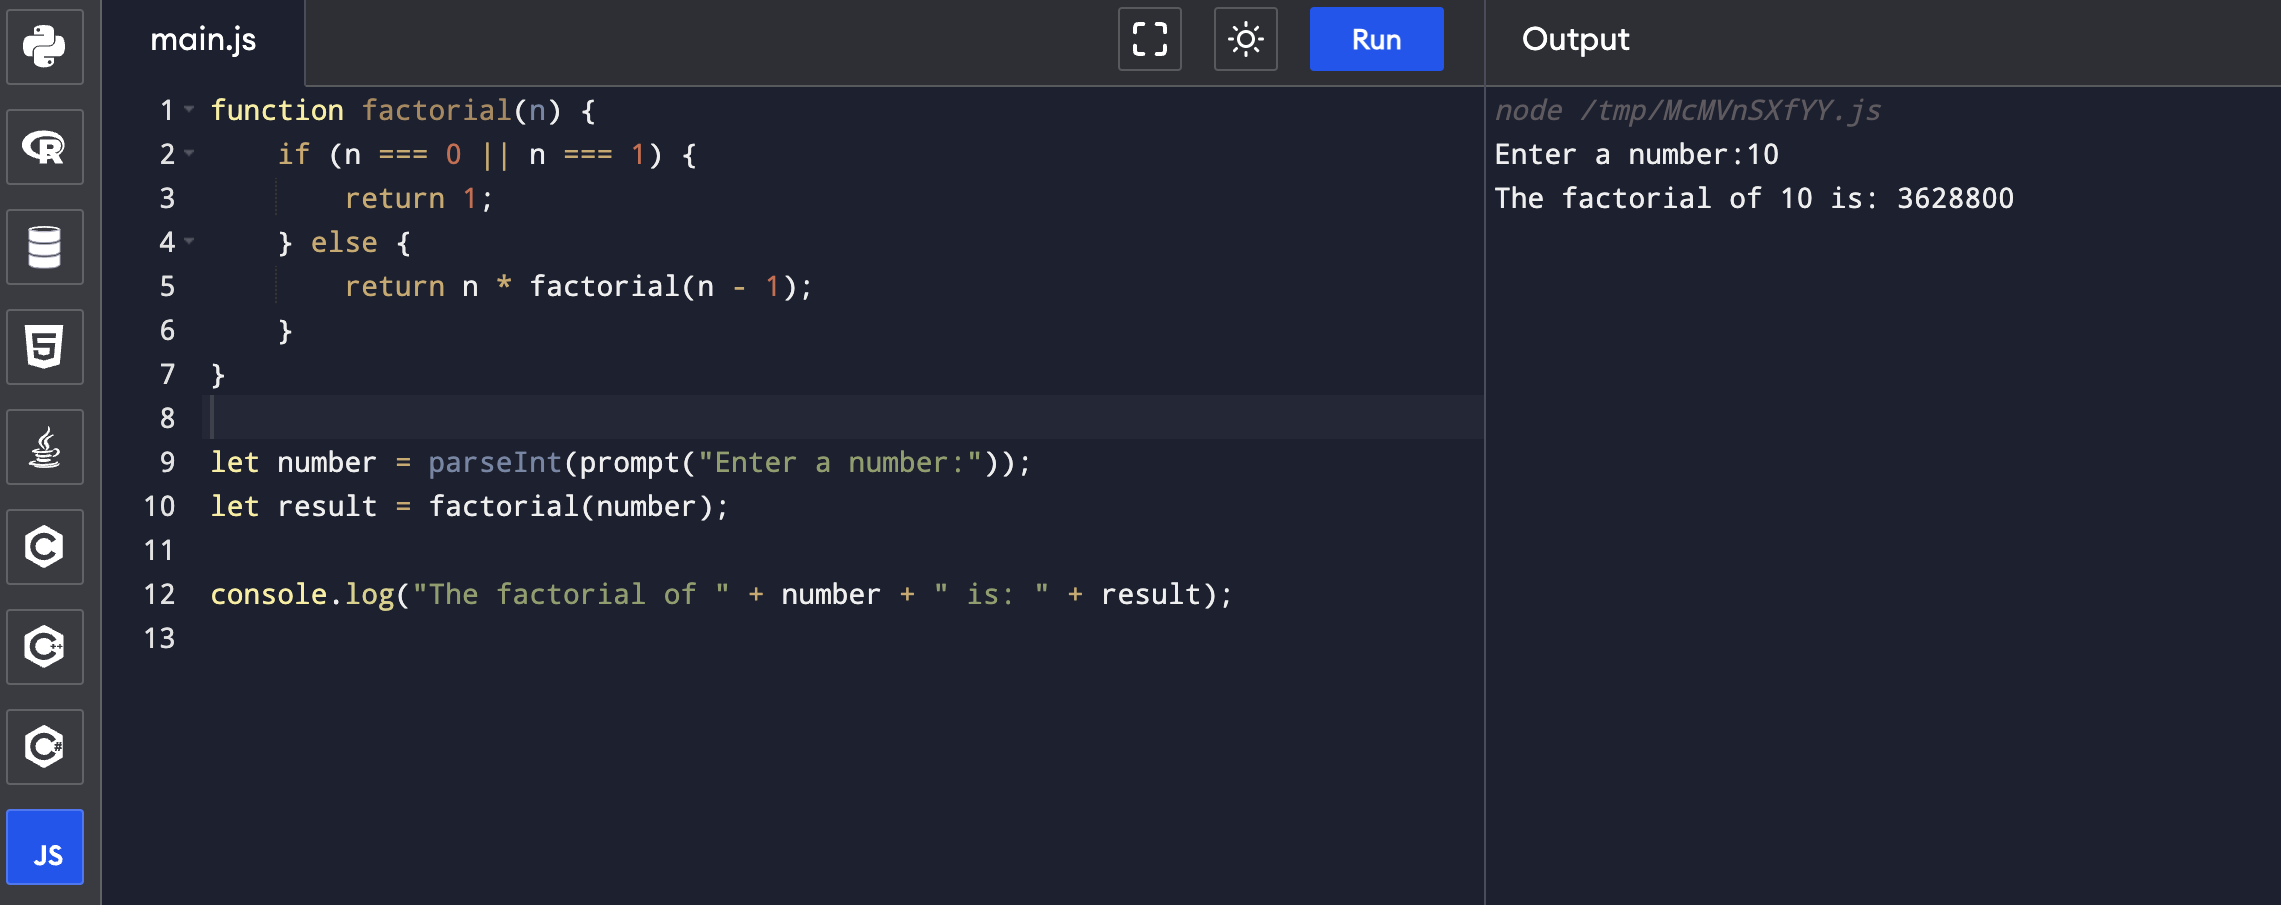 main.js
Run
Output
1 function factorial(n) {
2     if (n === 0 || n === 1) {
3         return 1;
4     } else {
5         return n * factorial(n - 1);
6     }
7 }
8
9 let number = parseInt(prompt("Enter a number:"));
10 let result = factorial(number);
11
12 console.log("The factorial of " + number + " is: " + result);
13
node /tmp/McMVnSXfYY.js
Enter a number:10
The factorial of 10 is: 3628800
R
5
C
C++
C#
JS